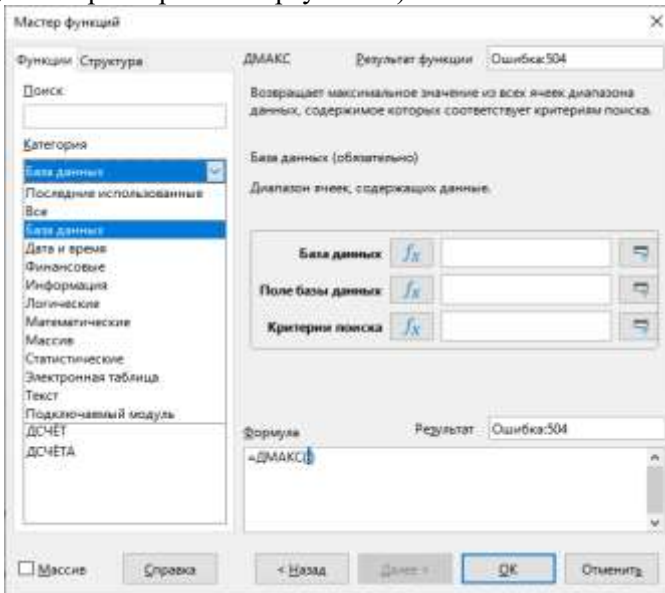 Мастер функций
Функции Структура
Поиск
Категория
База данных
Последние использованные
Все
База данных
Дата и время
Финансовые
Информация
Логические
Математические
Массив
Статистические
Электронная таблица
Текст
Подключаемый модуль
ДСЧЁТ
ДСЧЁТА
ДМАКС Результат функции Ошибка:504
Возвращает максимальное значение из всех ячеек диапазона
данных, содержимое которых соответствует критериям поиска.
База данных (обязательно)
Диапазон ячеек, содержащих данные.
База данных
Поле базы данных
Критерии поиска
Формула Результат Ошибка:504
=ДМАКС()
Массив Справка < Назад Далее > OK Отменить